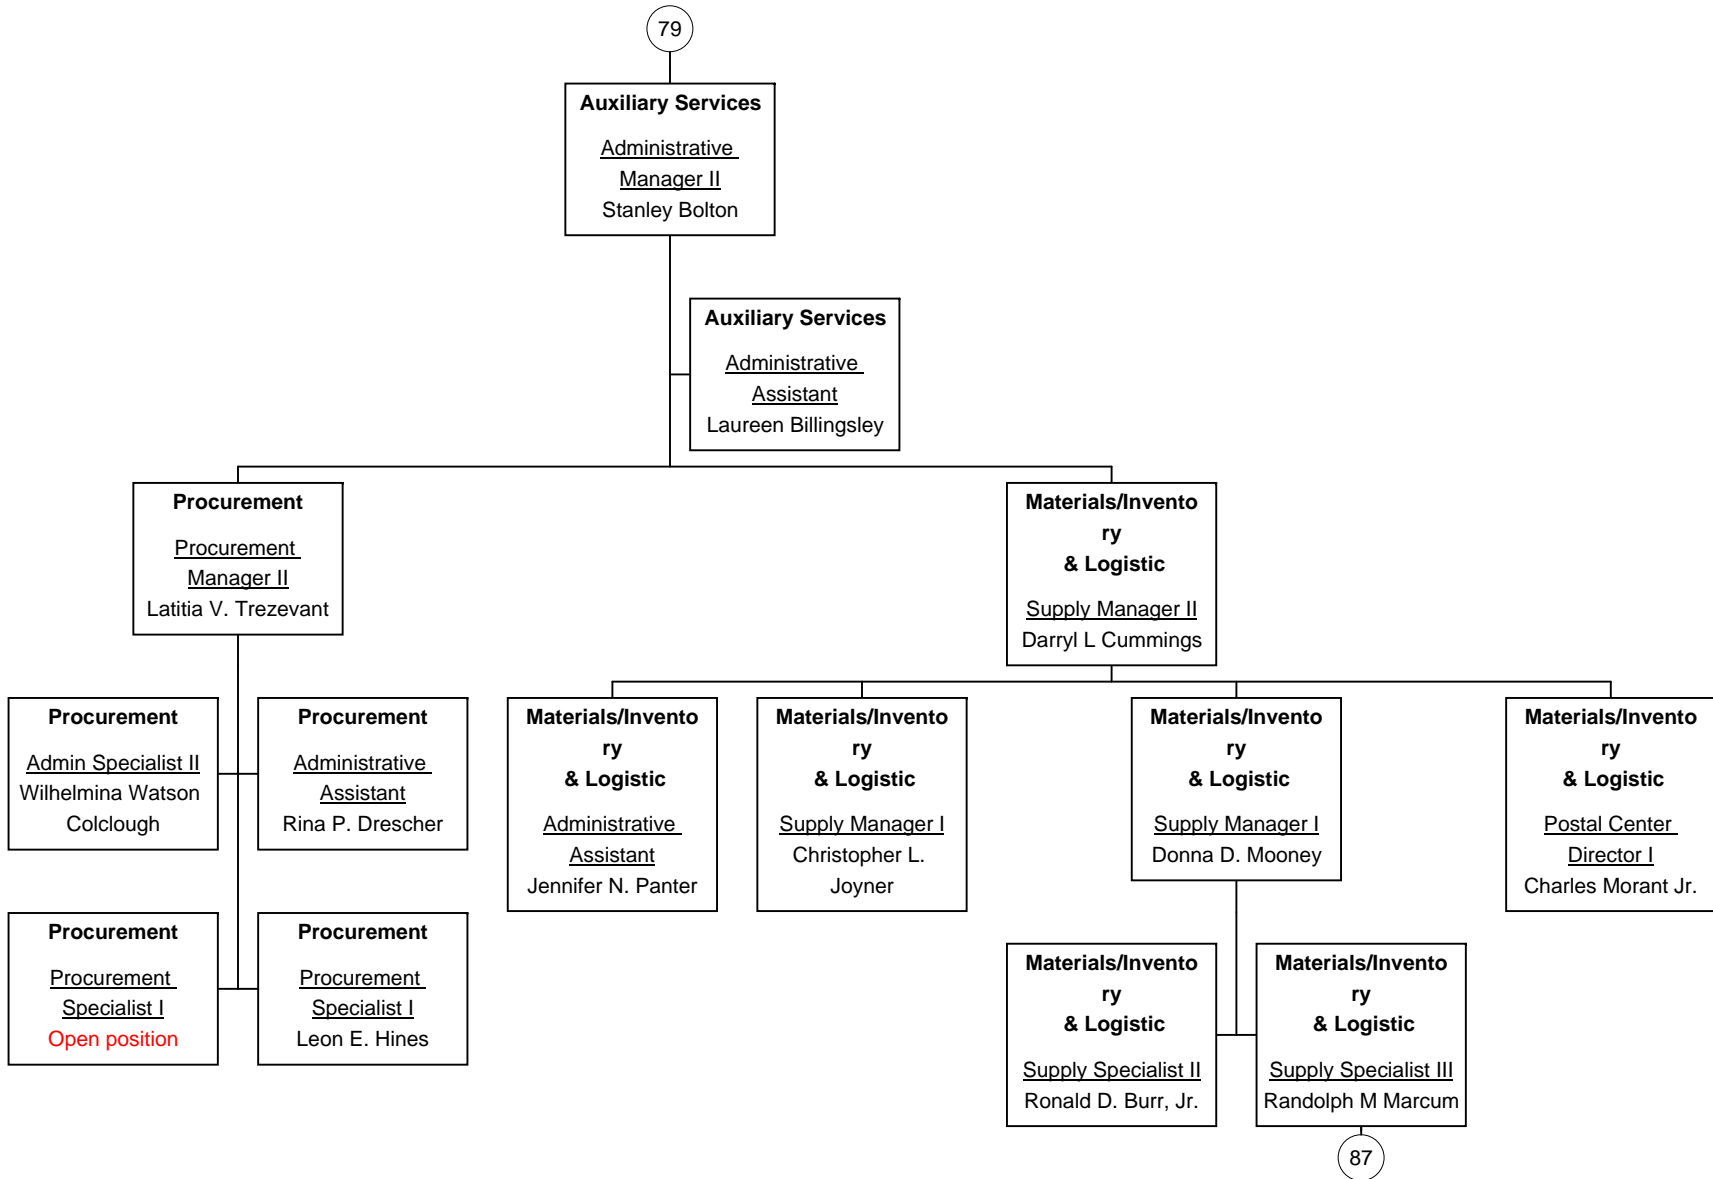 79
Auxiliary Services
Administrative
Manager II
Stanley Bolton
Auxiliary Services
Administrative
Assistant
Laureen Billingsley
Procurement
Procurement
Manager II
Latitia V. Trezevant
Materials/Invento
ry
& Logistic
Supply Manager II
Darryl L Cummings
Procurement
Admin Specialist II
Wilhelmina Watson
Colclough
Procurement
Administrative
Assistant
Rina P. Drescher
Materials/Invento
ry
& Logistic
Administrative
Assistant
Jennifer N. Panter
Materials/Invento
ry
& Logistic
Supply Manager I
Christopher L.
Joyner
Materials/Invento
ry
& Logistic
Supply Manager I
Donna D. Mooney
Materials/Invento
ry
& Logistic
Postal Center
Director I
Charles Morant Jr.
Procurement
Procurement
Specialist I
Open position
Procurement
Procurement
Specialist I
Leon E. Hines
Materials/Invento
ry
& Logistic
Supply Specialist II
Ronald D. Burr, Jr.
Materials/Invento
ry
& Logistic
Supply Specialist III
Randolph M Marcum
87